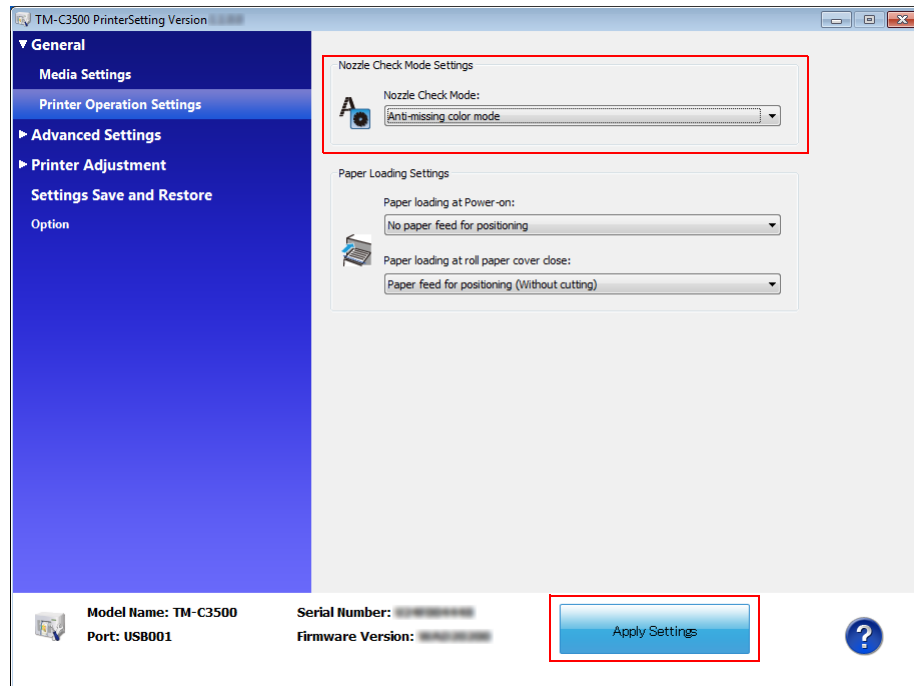 TM-C3500 PrinterSetting Version
General
Media Settings
Printer Operation Settings
Advanced Settings
Printer Adjustment
Settings Save and Restore
Option
Nozzle Check Mode Settings
Nozzle Check Mode:
Anti-missing color mode
Paper Loading Settings
Paper loading at Power-on:
No paper feed for positioning
Paper loading at roll paper cover close:
Paper feed for positioning (Without cutting)
Model Name: TM-C3500
Port: USB001
Serial Number:
Firmware Version:
Apply Settings